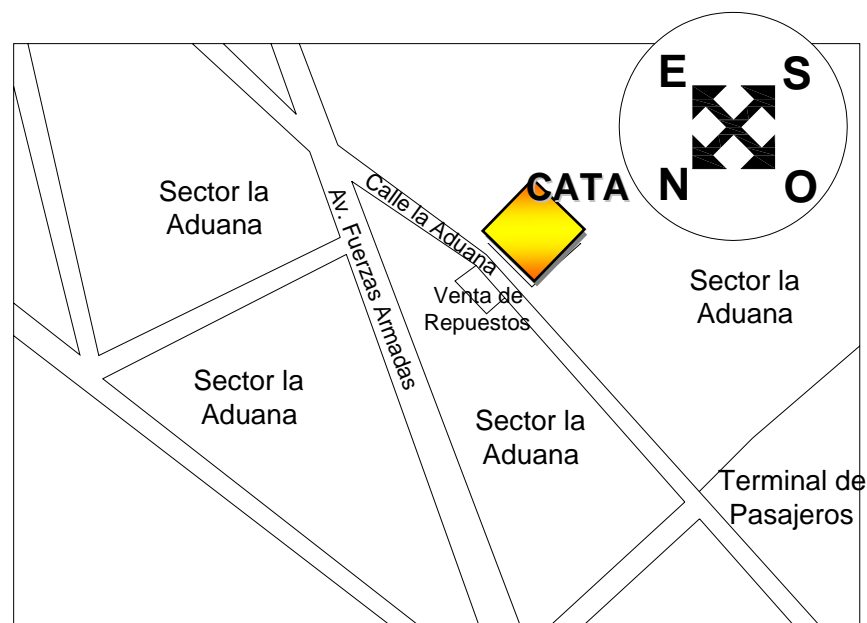 E
S
N
O
CATA
Sector la
Aduana
Calle la Aduana
Av. Fuerzas Armadas
Venta de
Repuestos
Sector la
Aduana
Sector la
Aduana
Sector la
Aduana
Terminal de
Pasajeros